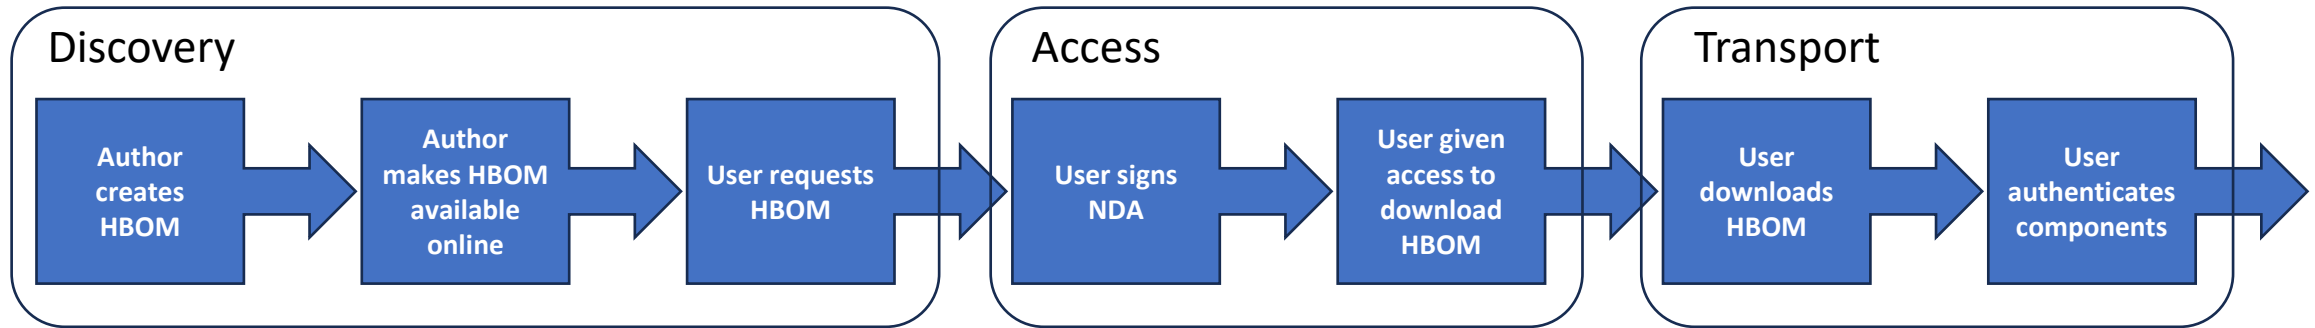 Discovery
Author
creates
HBOM
Author
makes HBOM
available
online
User requests
HBOM
Access
User signs
NDA
User given
access to
download
HBOM
Transport
User
downloads
HBOM
User
authenticates
components